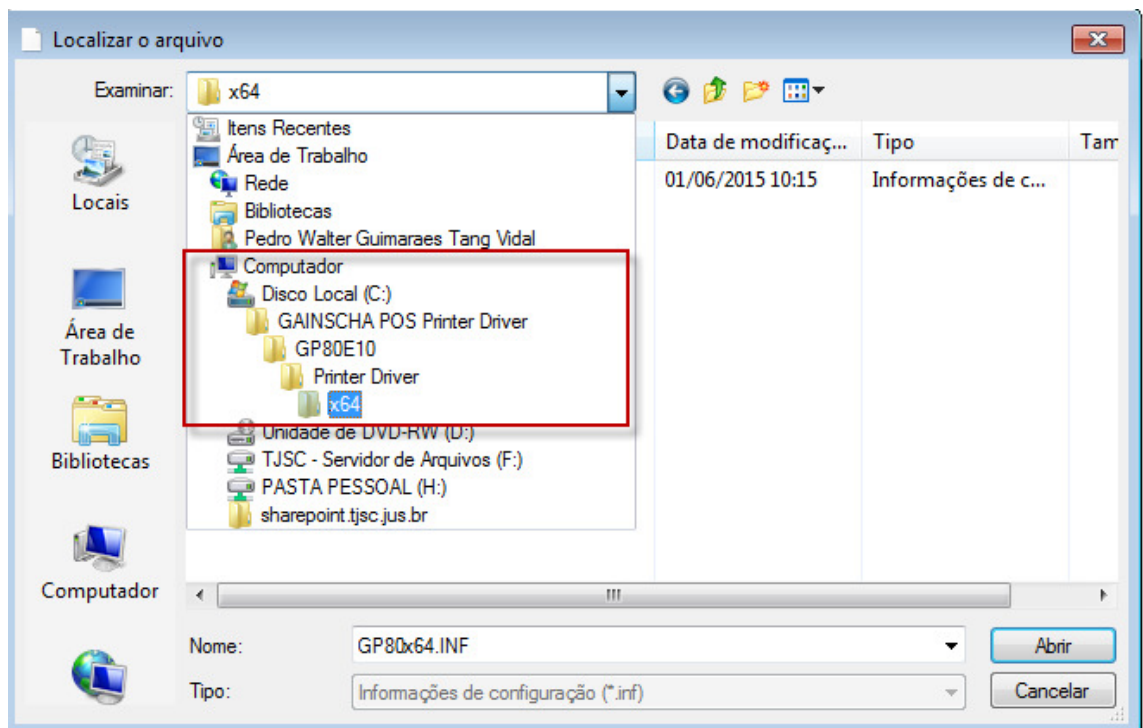 Localizar o arquivo
Examinar:
x64
Itens Recentes
Área de Trabalho
Rede
Bibliotecas
Pedro Walter Guimaraes Tang Vidal
Computador
Disco Local (C:)
GAINSCHA POS Printer Driver
GP80E10
Printer Driver
x64
Unidade de DVD-RW (D:)
TJSC - Servidor de Arquivos (F:)
PASTA PESSOAL (H:)
sharepoint.tjsc.jus.br
Data de modificaç... Tipo Tam
01/06/2015 10:15 Informações de c...
Locais
Área de
Trabalho
Bibliotecas
Computador
Nome: GP80x64.INF Abrir
Tipo: Informações de configuração (*.inf) Cancelar